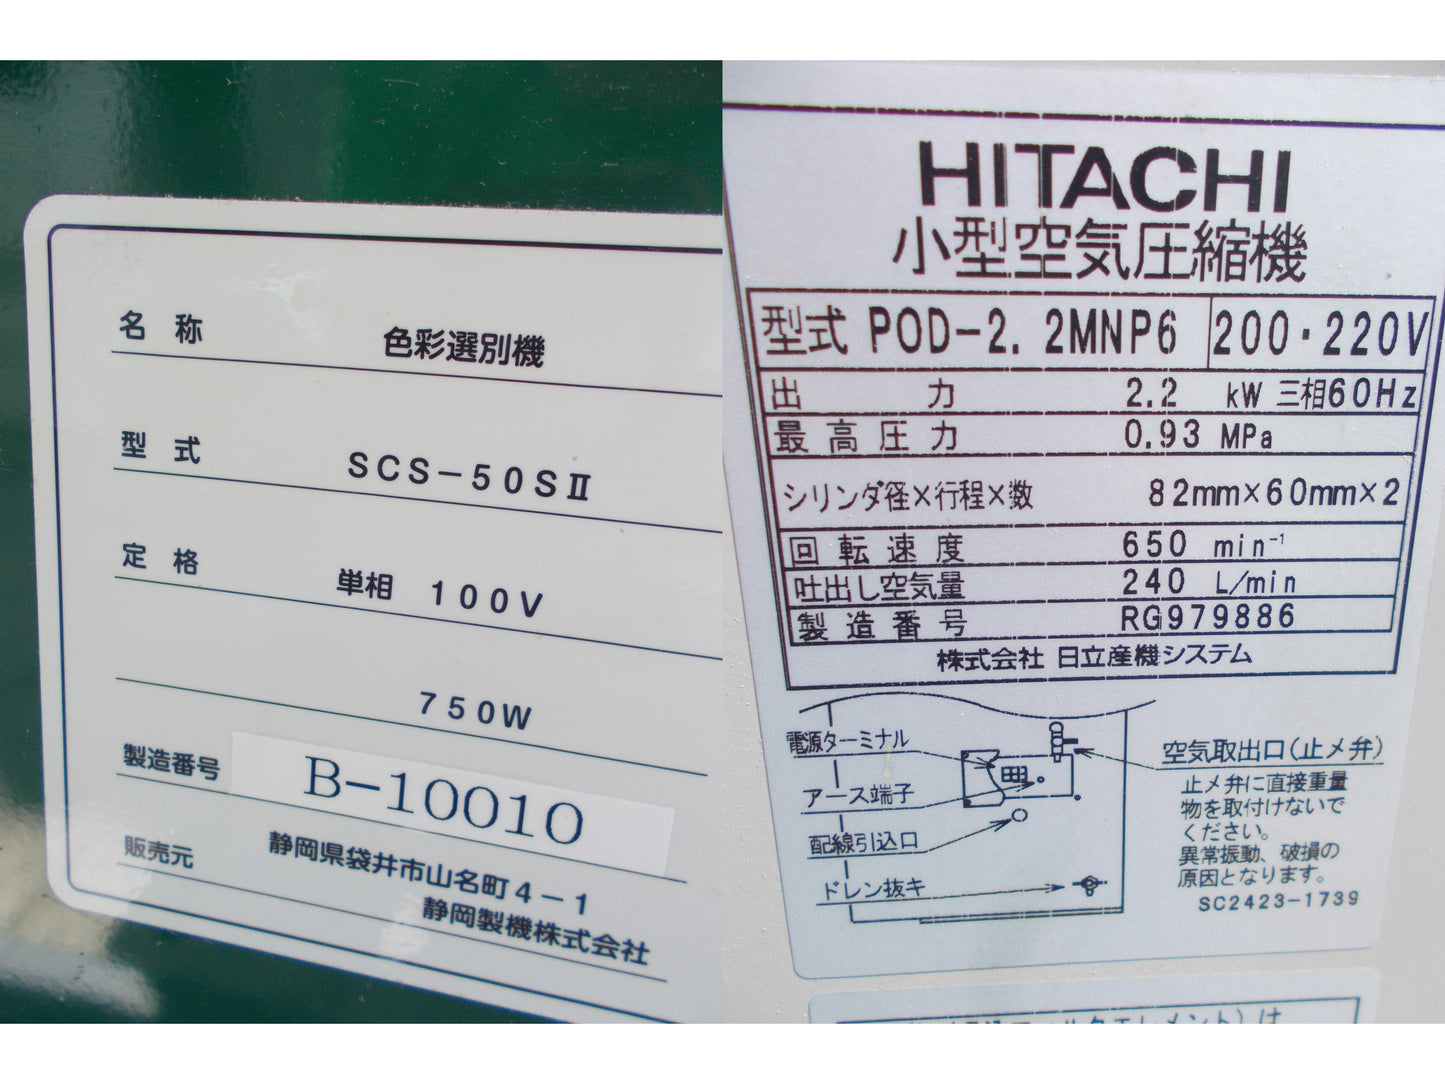 名 称 色彩選別機
型 式 SCS-50SⅡ
定 格 単相 100V
750W
製造番号 B-10010
販売元 静岡県袋井市山名町4-1
静岡製機株式会社
HITACHI
小型空気圧縮機
型式 POD-2.2MNP6 200・220V
出 力 2.2 kW 三相60Hz
最高圧力 0.93 MPa
シリンダ径×行程×数 82mm×60mm×2
回転速度 650 min⁻¹
吐出し空気量 240 L/min
製造番号 RG979886
株式会社 日立産機システム
電源ターミナル
アース端子
配線引込口
ドレン抜キ
空気取出口(止メ弁)
止メ弁に直接重量
物を取付けないで
ください。
異常振動、破損の
原因となります。
SC2423-1739